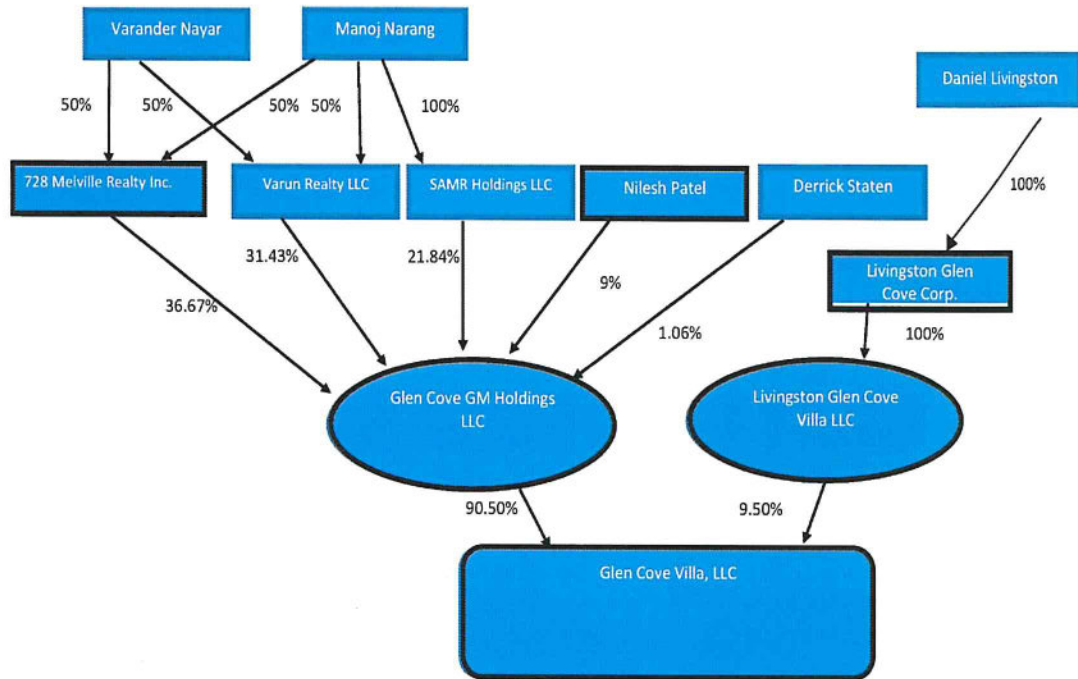 Varander Nayar
Manoj Narang
Daniel Livingston
50%
50%
50%
50%
100%
728 Melville Realty Inc.
Varun Realty LLC
SAMR Holdings LLC
Nilesh Patel
Derrick Staten
100%
Livingston Glen
Cove Corp.
36.67%
31.43%
21.84%
9%
1.06%
100%
Glen Cove GM Holdings
LLC
Livingston Glen Cove
Villa LLC
90.50%
9.50%
Glen Cove Villa, LLC